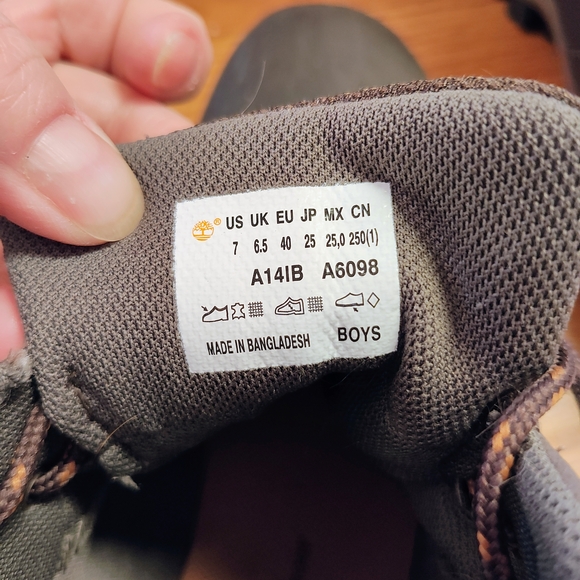 ® US UK EU JP MX CN
7 6.5 40 25 25,0 250(1)
A14IB A6098
MADE IN BANGLADESH BOYS